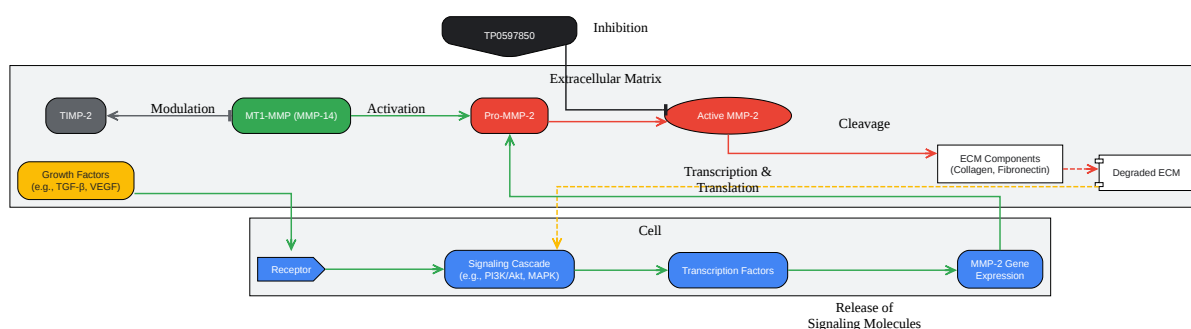 TP0597850
Inhibition
Extracellular Matrix
TIMP-2
Modulation
MT1-MMP (MMP-14)
Activation
Pro-MMP-2
Active MMP-2
Cleavage
Growth Factors
(e.g., TGF-β, VEGF)
Transcription &
Translation
ECM Components
(Collagen, Fibronectin)
Degraded ECM
Cell
Receptor
Signaling Cascade
(e.g., PI3K/Akt, MAPK)
Transcription Factors
MMP-2 Gene
Expression
Release of
Signaling Molecules